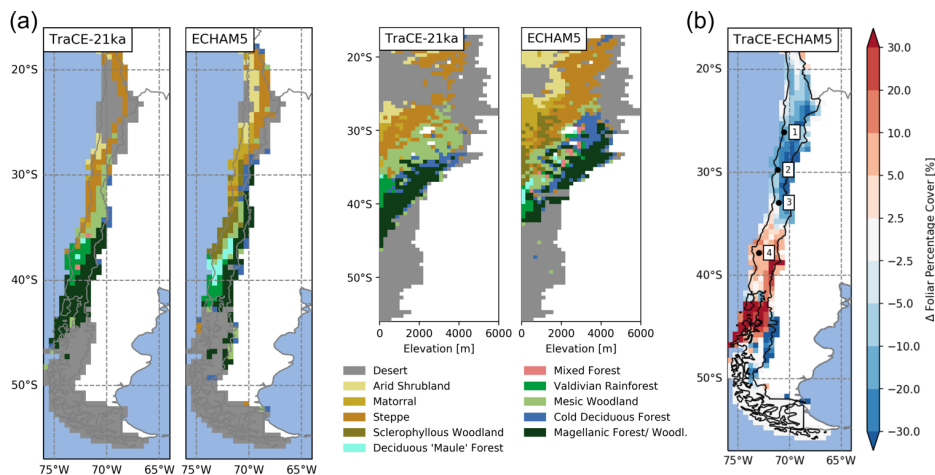 (a)
TraCE-21ka
ECHAM5
TraCE-21ka
ECHAM5
(b)
TraCE-ECHAM5
20°S
30°S
40°S
50°S
75°W 70°W 65°W
75°W 70°W 65°W
20°S
30°S
40°S
50°S
0 2000 4000 6000
Elevation [m]
0 2000 4000 6000
Elevation [m]
Desert
Arid Shrubland
Matorral
Steppe
Sclerophyllous Woodland
Deciduous 'Maule' Forest
Mixed Forest
Valdivian Rainforest
Mesic Woodland
Cold Deciduous Forest
Magellanic Forest/ Woodl.
20°S
30°S
40°S
50°S
1
2
3
4
75°W 70°W 65°W
30.0
20.0
10.0
5.0
2.5
−2.5
−5.0
−10.0
−20.0
−30.0
Δ Foliar Percentage Cover [%]